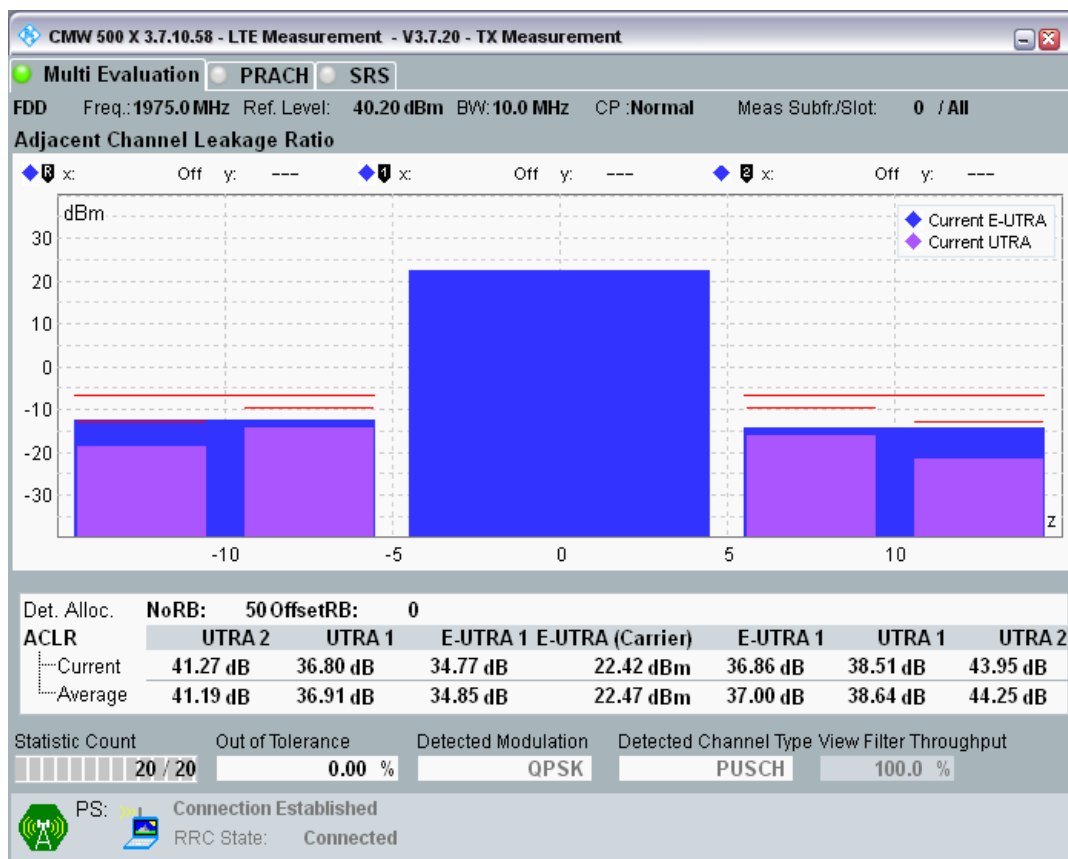 CMW 500 X 3.7.10.58 - LTE Measurement - V3.7.20 - TX Measurement
Multi Evaluation PRACH SRS
FDD Freq.:1975.0 MHz Ref. Level: 40.20 dBm BW:10.0 MHz CP :Normal Meas Subfr./Slot: 0 / All
Adjacent Channel Leakage Ratio
R x: Off y: --- 1 x: Off y: --- 2 x: Off y: ---
dBm
Current E-UTRA
Current UTRA
30
20
10
0
-10
-20
-30
z
-10 -5 0 5 10
Det. Alloc. NoRB: 50 OffsetRB: 0
ACLR UTRA 2 UTRA 1 E-UTRA 1 E-UTRA (Carrier) E-UTRA 1 UTRA 1 UTRA 2
Current 41.27 dB 36.80 dB 34.77 dB 22.42 dBm 36.86 dB 38.51 dB 43.95 dB
Average 41.19 dB 36.91 dB 34.85 dB 22.47 dBm 37.00 dB 38.64 dB 44.25 dB
Statistic Count Out of Tolerance Detected Modulation Detected Channel Type View Filter Throughput
20 / 20 0.00 % QPSK PUSCH 100.0 %
PS: Connection Established
RRC State: Connected